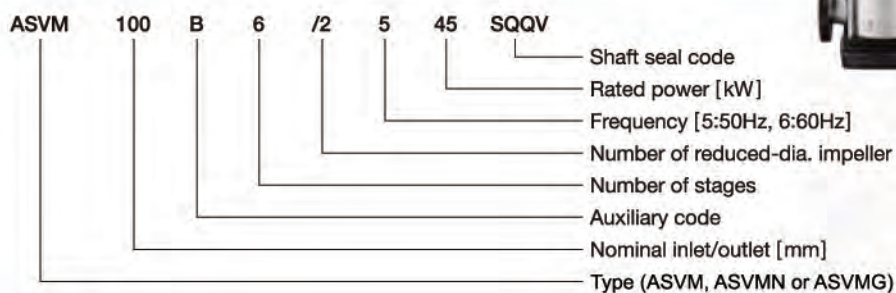 ASVM 100 B 6 /2 5 45 SQQV
Shaft seal code
Rated power [kW]
Frequency [5:50Hz, 6:60Hz]
Number of reduced-dia. impeller
Number of stages
Auxiliary code
Nominal inlet/outlet [mm]
Type (ASVM, ASVMN or ASVMG)